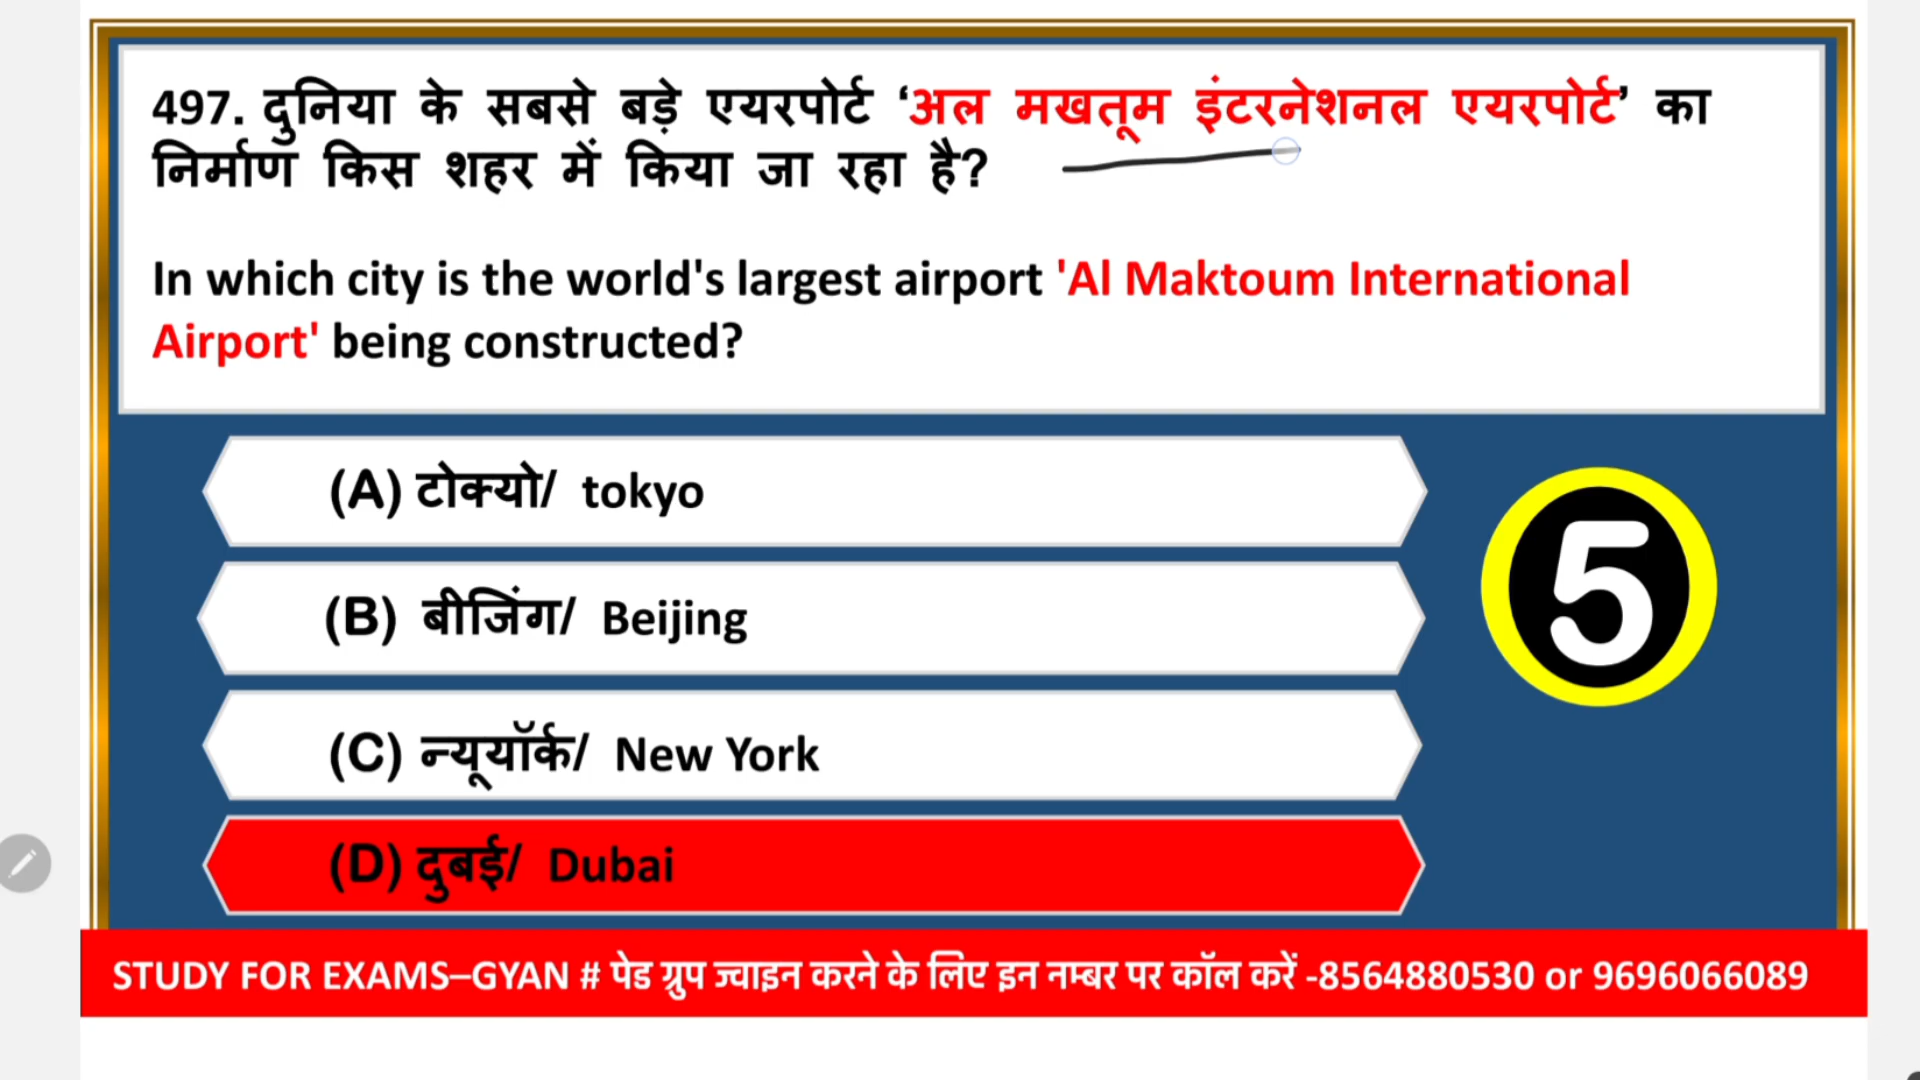 497. दुनिया के सबसे बड़े एयरपोर्ट ‘अल मखतूम इंटरनेशनल एयरपोर्ट’ का
निर्माण किस शहर में किया जा रहा है?
In which city is the world's largest airport 'Al Maktoum International
Airport' being constructed?
(A) टोक्यो/ tokyo
(B) बीजिंग/ Beijing
5
(C) न्यूयॉर्क/ New York
(D) दुबई/ Dubai
STUDY FOR EXAMS–GYAN # पेड ग्रुप ज्वाइन करने के लिए इन नम्बर पर कॉल करें -8564880530 or 9696066089